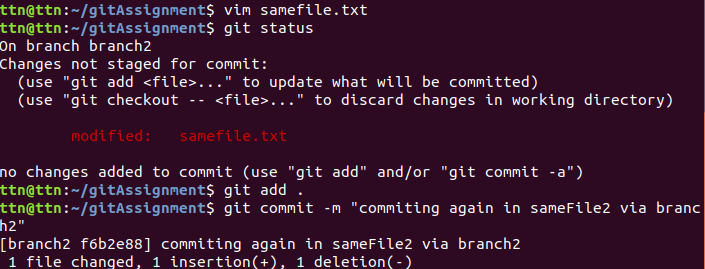 ttn@ttn:~/gitAssignment$ vim samefile.txt
ttn@ttn:~/gitAssignment$ git status
On branch branch2
Changes not staged for commit:
  (use "git add <file>..." to update what will be committed)
  (use "git checkout -- <file>..." to discard changes in working directory)
        modified:   samefile.txt
no changes added to commit (use "git add" and/or "git commit -a")
ttn@ttn:~/gitAssignment$ git add .
ttn@ttn:~/gitAssignment$ git commit -m "commiting again in sameFile2 via branc
h2"
[branch2 f6b2e88] commiting again in sameFile2 via branch2
 1 file changed, 1 insertion(+), 1 deletion(-)